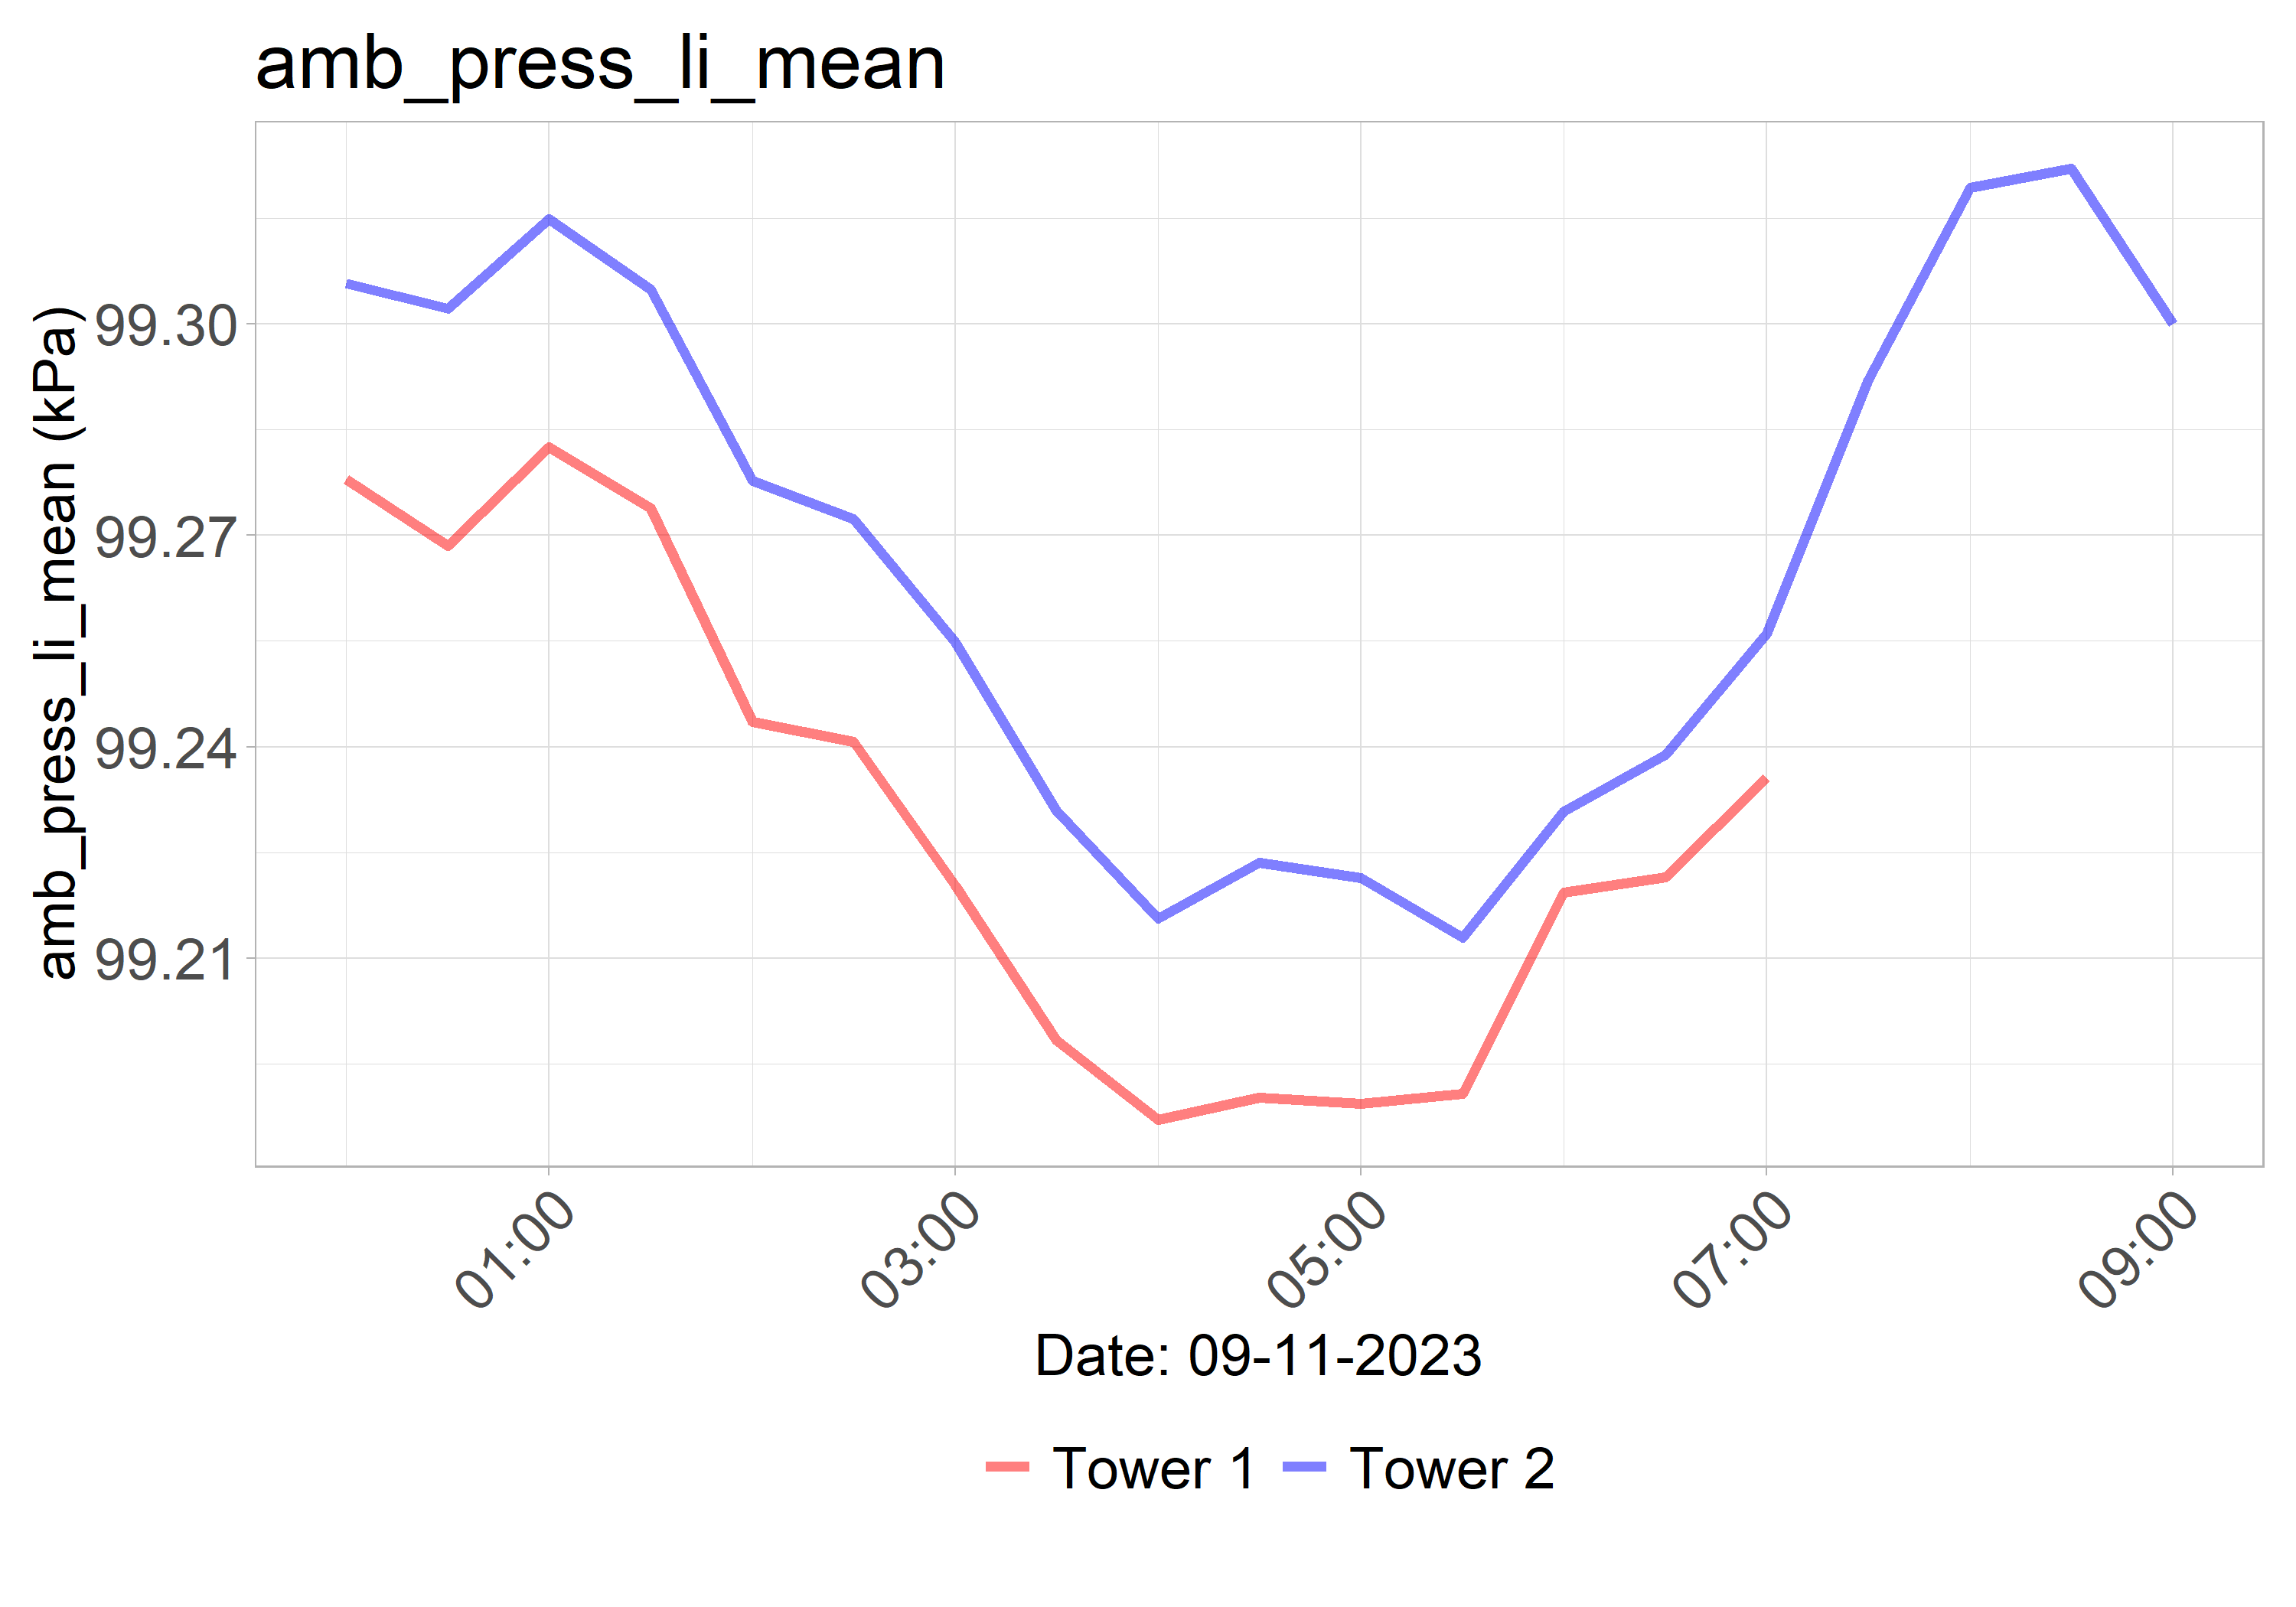 amb_press_li_mean
amb_press_li_mean (kPa)
99.30
99.27
99.24
99.21
01:00
03:00
05:00
07:00
09:00
Date: 09-11-2023
Tower 1
Tower 2